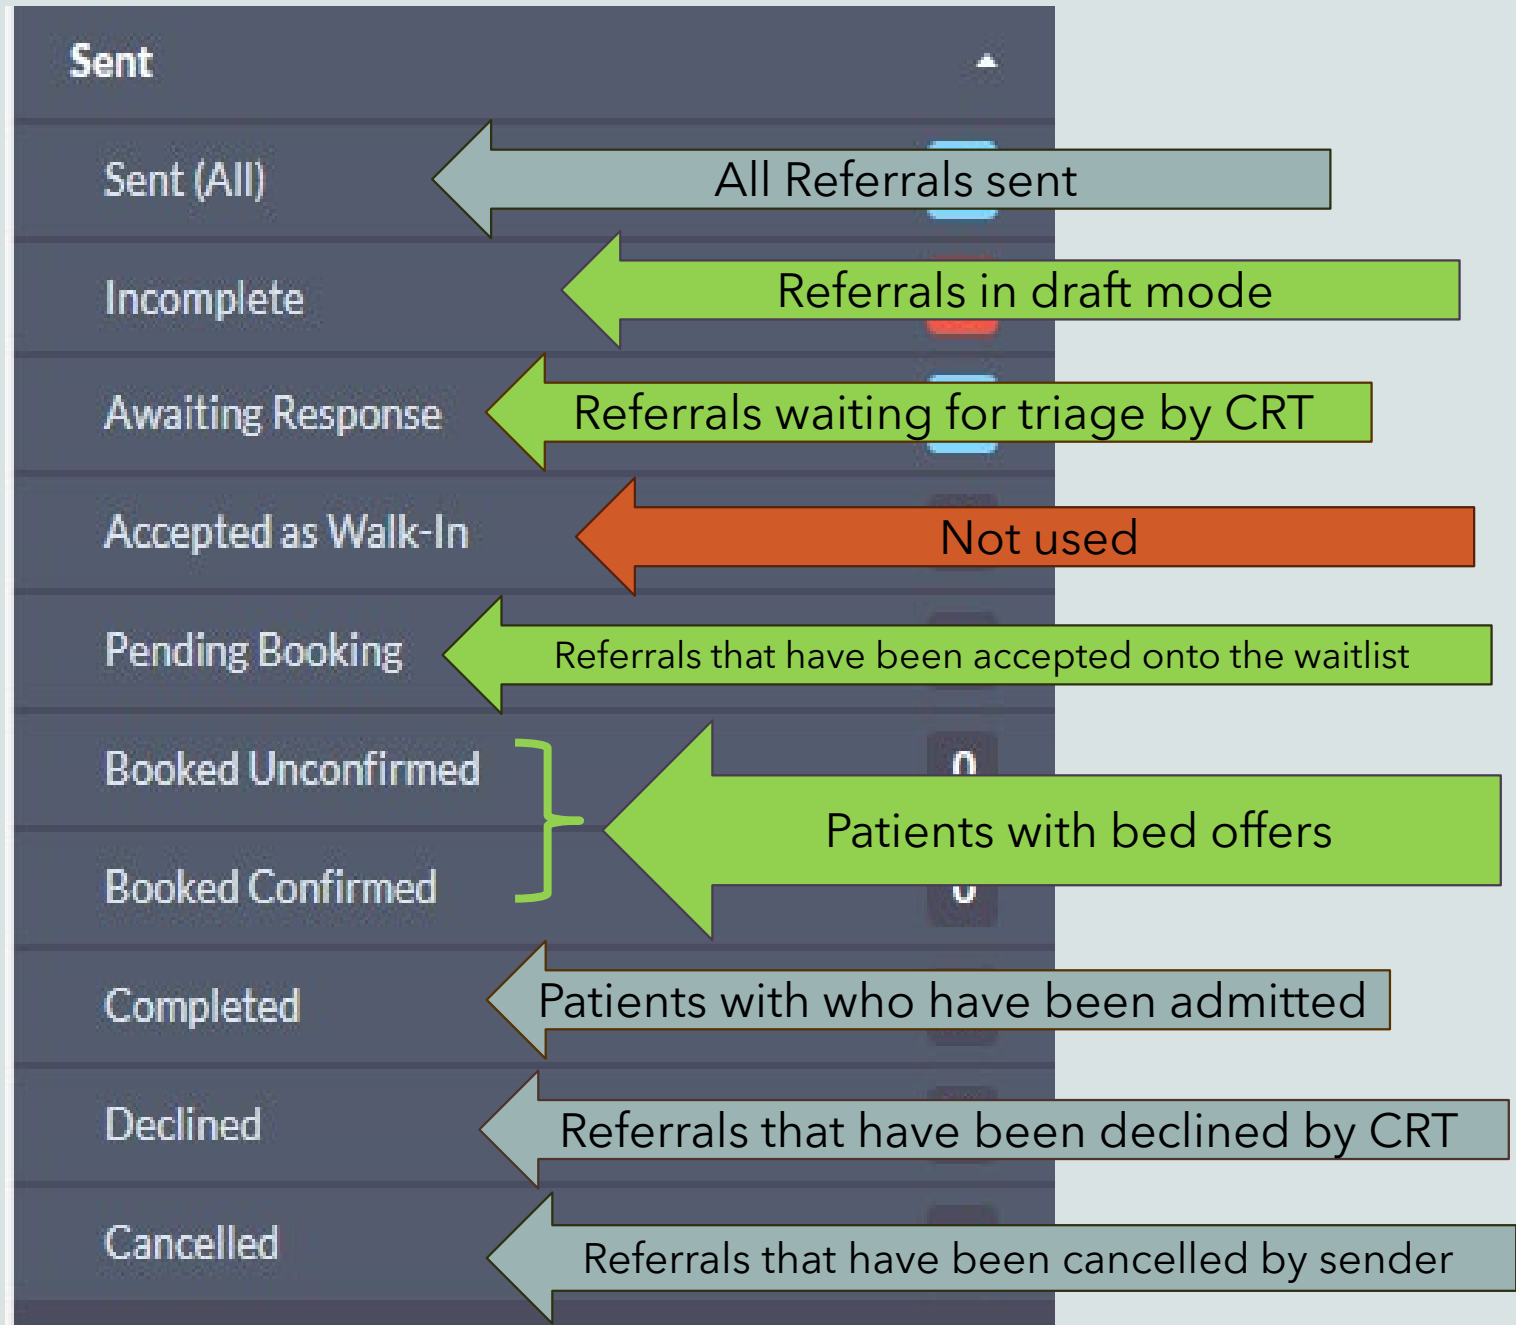 Sent
Sent (All)
All Referrals sent
Incomplete
Referrals in draft mode
Awaiting Response
Referrals waiting for triage by CRT
Accepted as Walk-In
Not used
Pending Booking
Referrals that have been accepted onto the waitlist
Booked Unconfirmed
0
Patients with bed offers
Booked Confirmed
0
Completed
Patients with who have been admitted
Declined
Referrals that have been declined by CRT
Cancelled
Referrals that have been cancelled by sender